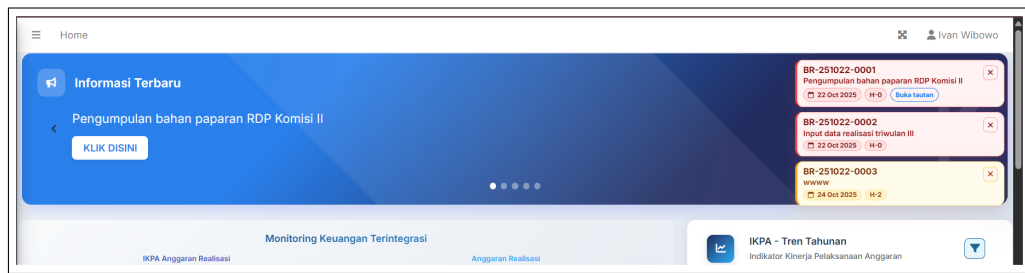 Home
Ivan Wibowo
Informasi Terbaru
Pengumpulan bahan paparan RDP Komisi II
KLIK DISINI
BR-251022-0001
Pengumpulan bahan paparan RDP Komisi II
22 Oct 2025 H-0 Buka tautan
BR-251022-0002
Input data realisasi triwulan III
22 Oct 2025 H-0
BR-251022-0003
wwww
24 Oct 2025 H-2
Monitoring Keuangan Terintegrasi
IKPA Anggaran Realisasi
Anggaran Realisasi
IKPA - Tren Tahunan
Indikator Kinerja Pelaksanaan Anggaran